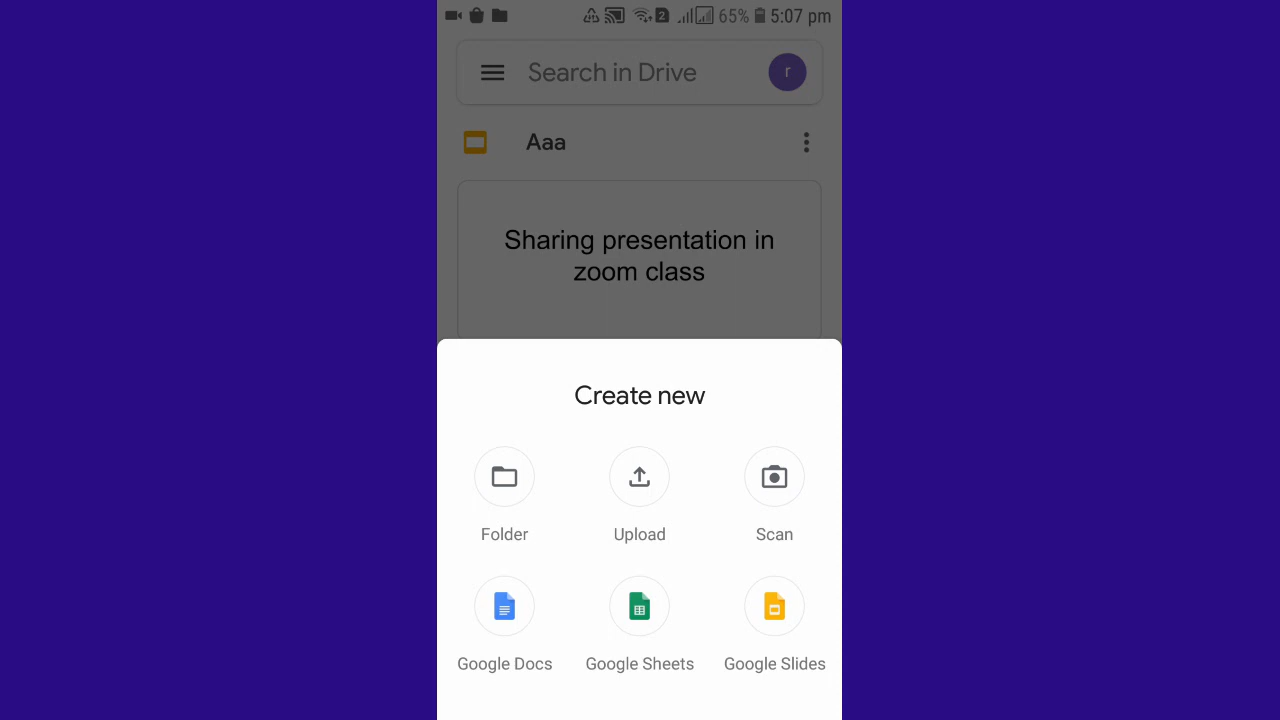 2 65% 5:07 pm
Search in Drive r
Aaa
Sharing presentation in
zoom class
Create new
Folder Upload Scan
Google Docs Google Sheets Google Slides